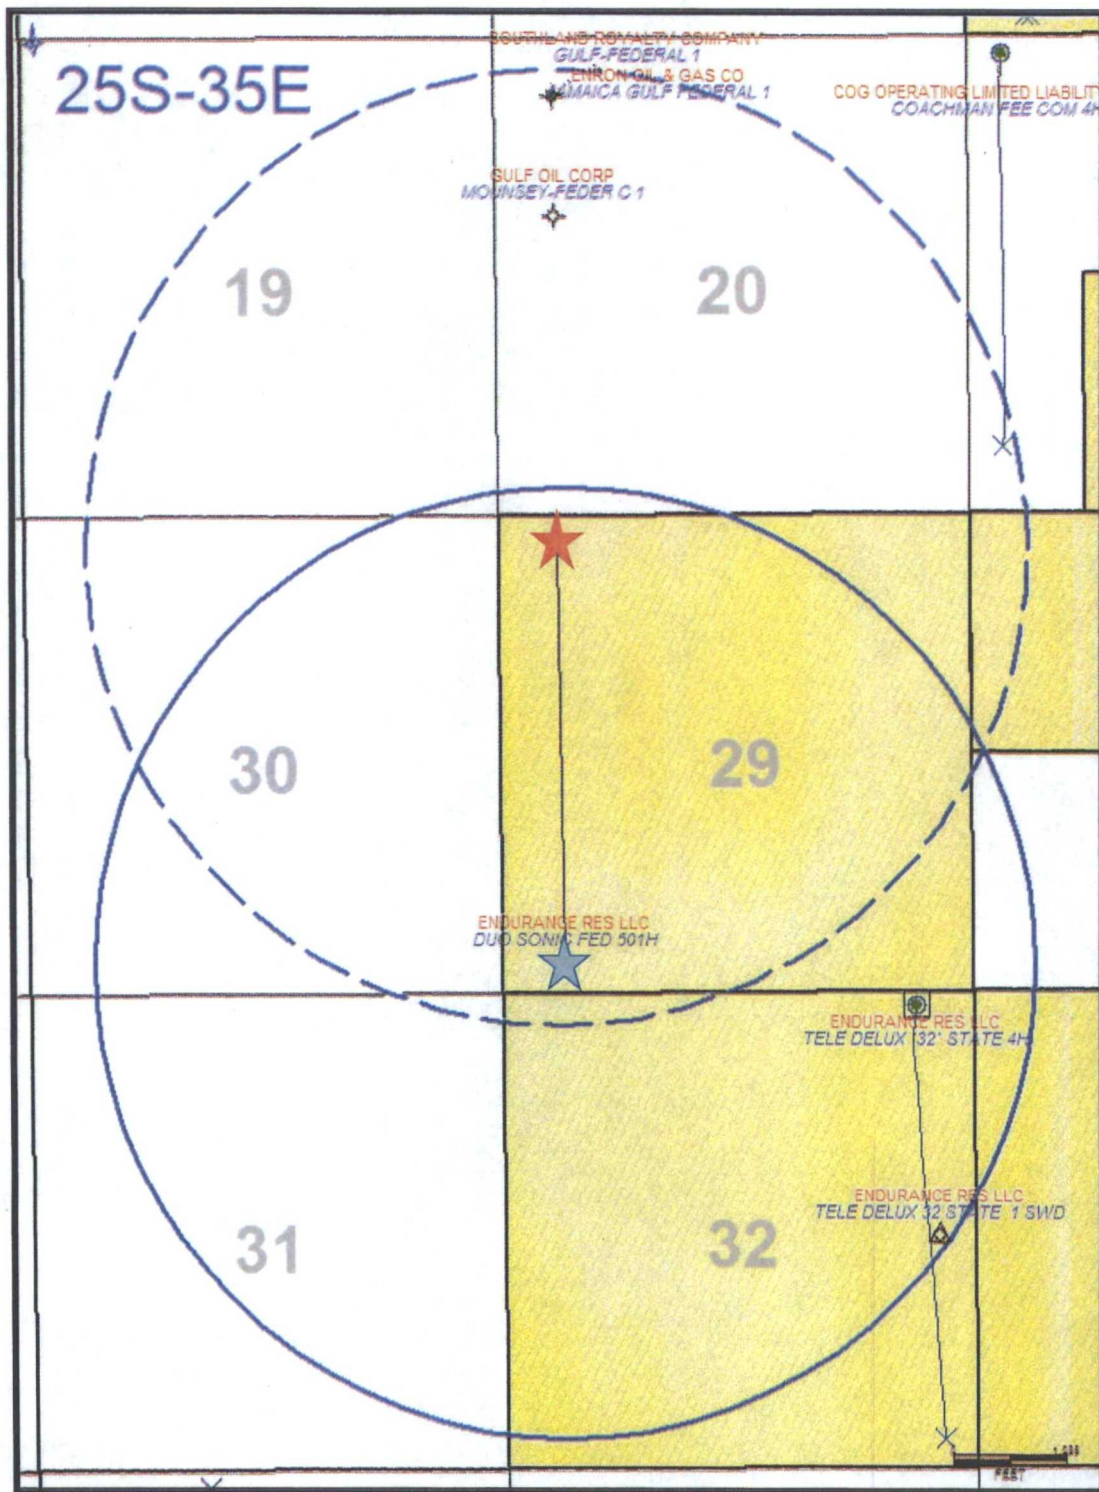 SOUTHLAND ROYALTY COMPANY
GULF-FEDERAL 1
25S-35E
ENRON OIL & GAS CO
JAMAICA GULF FEDERAL 1
COG OPERATING LIMITED LIABILITY
COACHMAN FEE COM 4H
GULF OIL CORP
MOUNSEY-FEDER C 1
19
20
30
29
ENDURANCE RES LLC
DUO SONIC FED 501H
ENDURANCE RES LLC
TELE DELUX '32' STATE 4H
ENDURANCE RES LLC
TELE DELUX 32 STATE 1 SWD
31
32
FEET